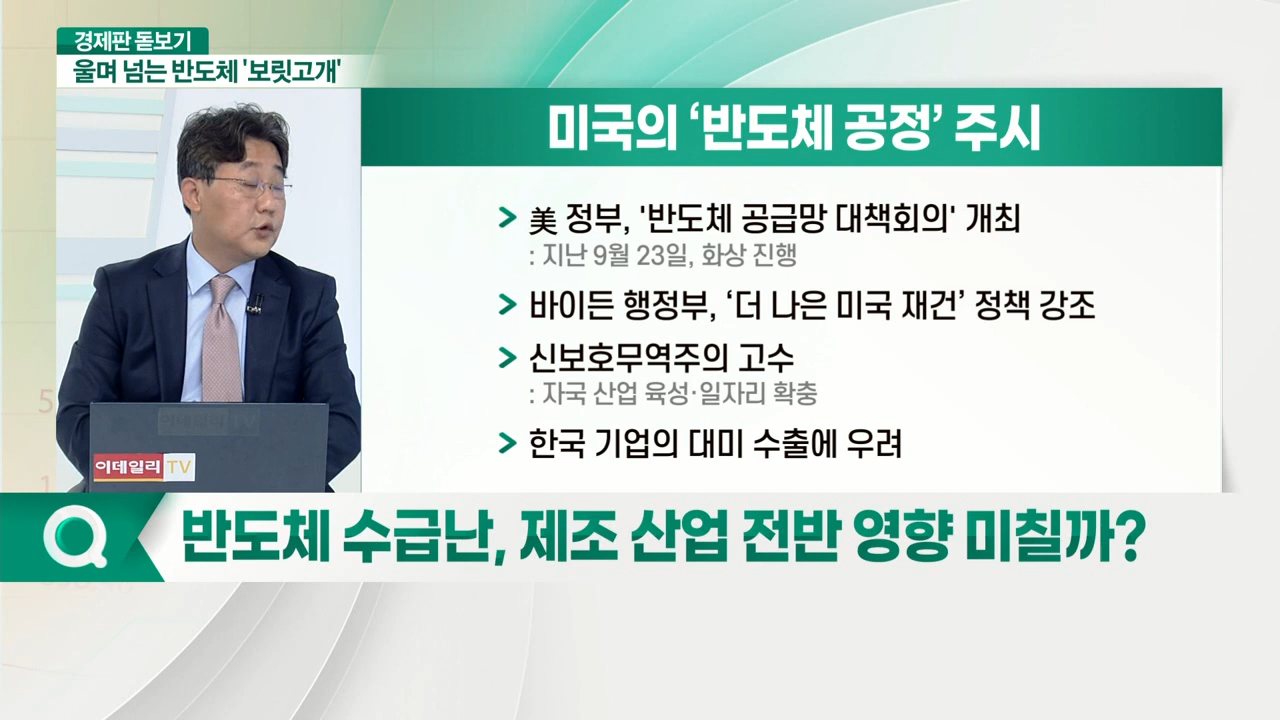 경제판 돋보기
울며 넘는 반도체 '보릿고개'
미국의 ‘반도체 공정’ 주시
美 정부, '반도체 공급망 대책회의' 개최
: 지난 9월 23일, 화상 진행
바이든 행정부, ‘더 나은 미국 재건’ 정책 강조
신보호무역주의 고수
: 자국 산업 육성·일자리 확충
한국 기업의 대미 수출에 우려
이데일리 TV
이데일리 TV
반도체 수급난, 제조 산업 전반 영향 미칠까?